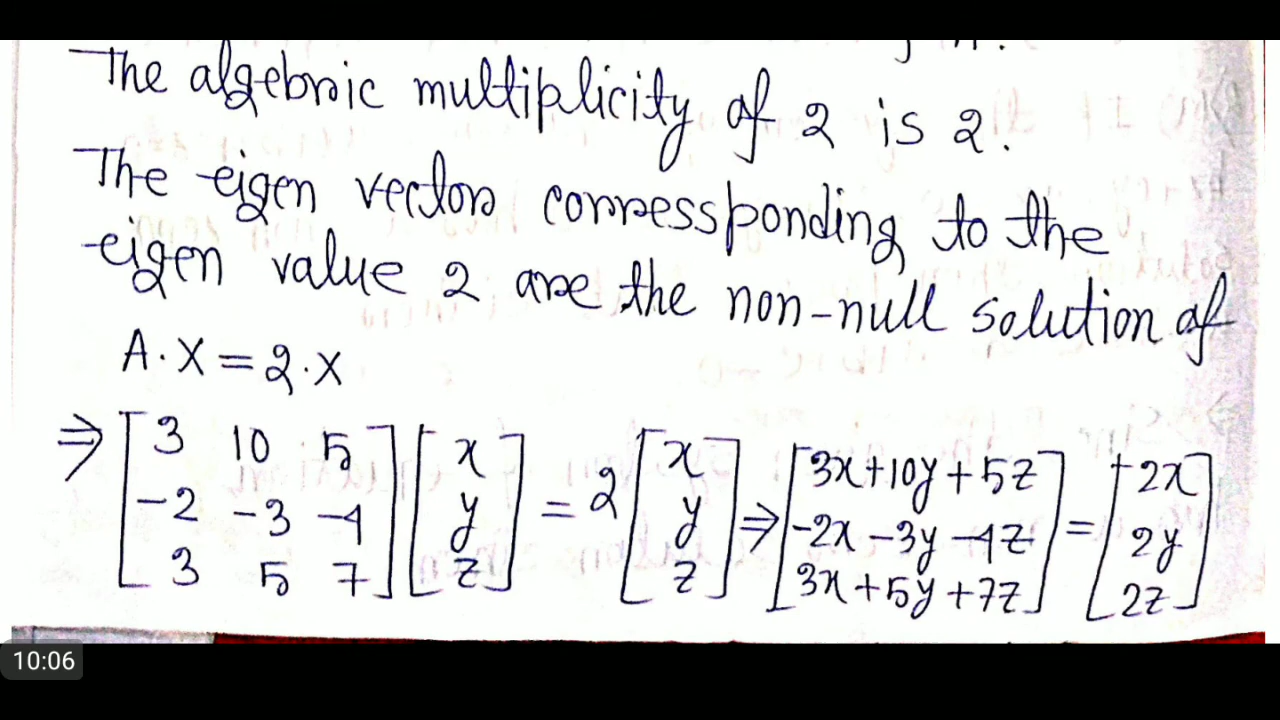 The algebraic multiplicity of 2 is 2.
The eigen vectors corresponding to the
eigen value 2 are the non-null solution of
A·X = 2·X
⇒ [3 10 5; -2 -3 -4; 3 5 7] [x; y; z] = 2 [x; y; z] ⇒ [3x+10y+5z; -2x-3y-4z; 3x+5y+7z] = [2x; 2y; 2z]
10:06